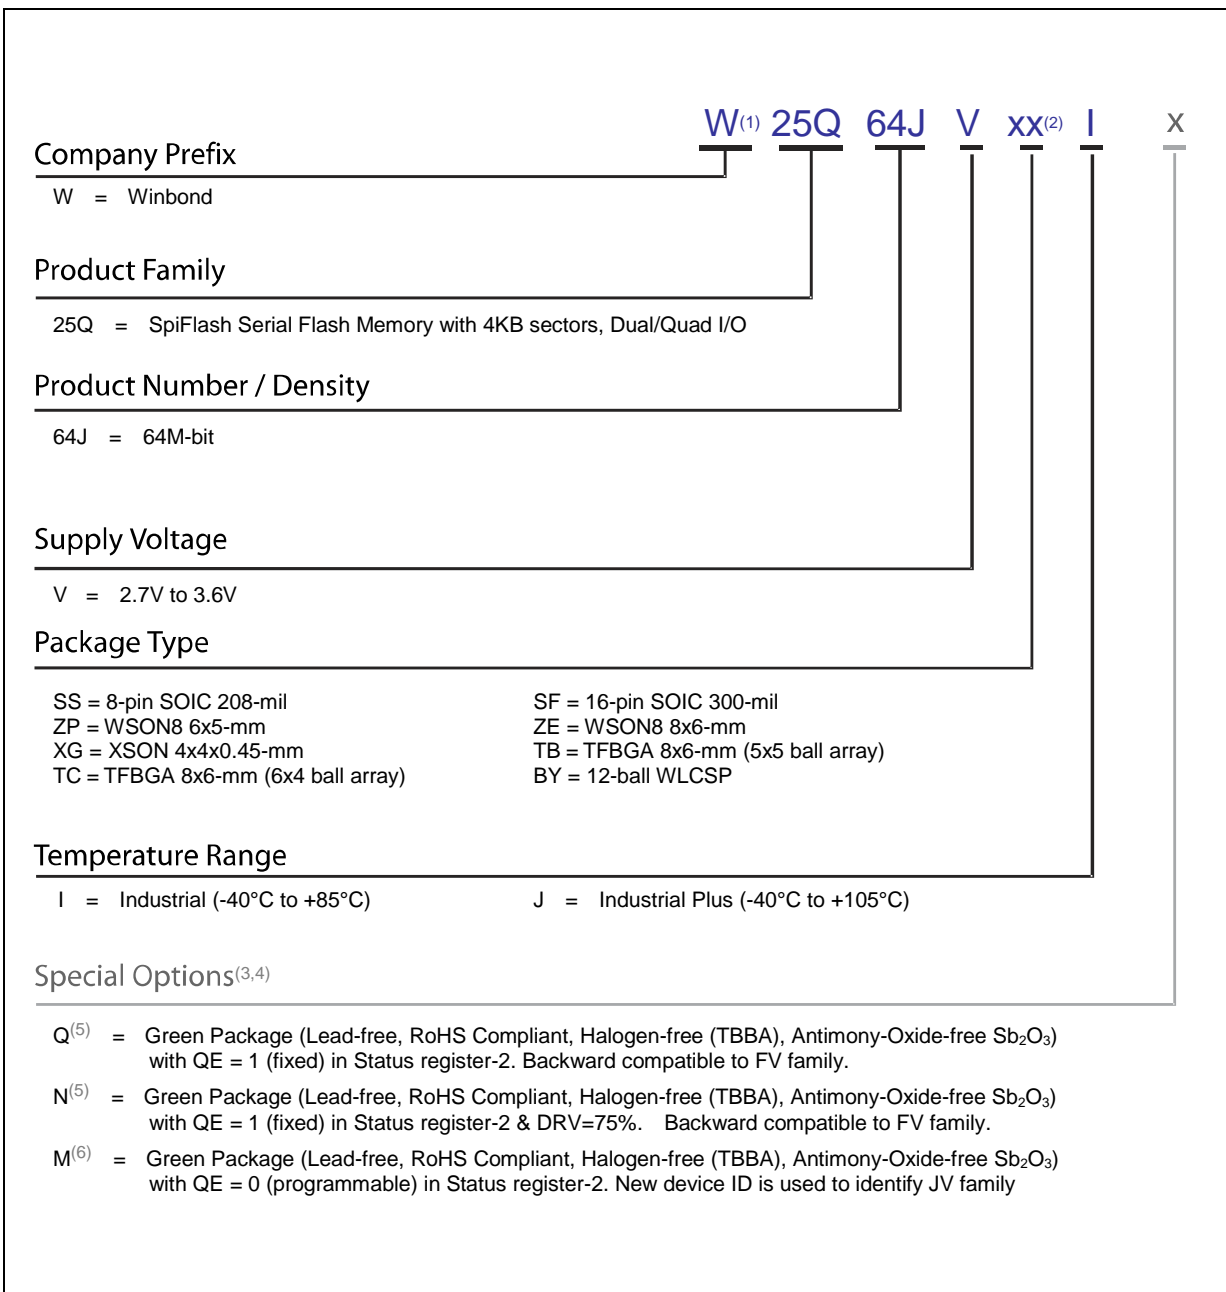 W(1) 25Q 64J V xx(2) I x
Company Prefix
W = Winbond
Product Family
25Q = SpiFlash Serial Flash Memory with 4KB sectors, Dual/Quad I/O
Product Number / Density
64J = 64M-bit
Supply Voltage
V = 2.7V to 3.6V
Package Type
SS = 8-pin SOIC 208-mil SF = 16-pin SOIC 300-mil
ZP = WSON8 6x5-mm ZE = WSON8 8x6-mm
XG = XSON 4x4x0.45-mm TB = TFBGA 8x6-mm (5x5 ball array)
TC = TFBGA 8x6-mm (6x4 ball array) BY = 12-ball WLCSP
Temperature Range
I = Industrial (-40°C to +85°C) J = Industrial Plus (-40°C to +105°C)
Special Options(3,4)
Q(5) = Green Package (Lead-free, RoHS Compliant, Halogen-free (TBBA), Antimony-Oxide-free Sb2O3)
with QE = 1 (fixed) in Status register-2. Backward compatible to FV family.
N(5) = Green Package (Lead-free, RoHS Compliant, Halogen-free (TBBA), Antimony-Oxide-free Sb2O3)
with QE = 1 (fixed) in Status register-2 & DRV=75%. Backward compatible to FV family.
M(6) = Green Package (Lead-free, RoHS Compliant, Halogen-free (TBBA), Antimony-Oxide-free Sb2O3)
with QE = 0 (programmable) in Status register-2. New device ID is used to identify JV family